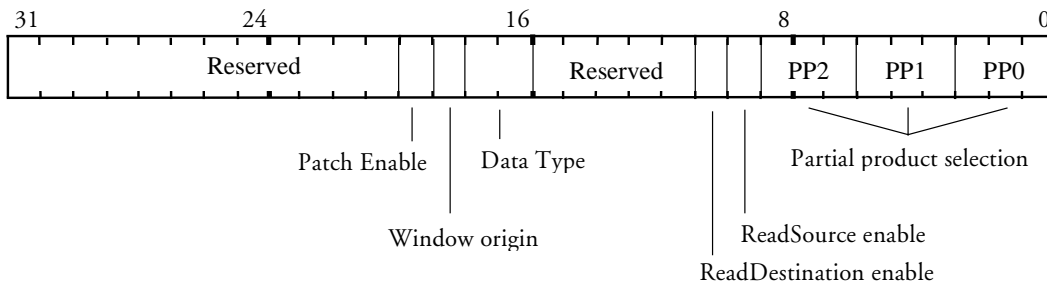 31 24 16 8 0
Reserved Reserved PP2 PP1 PP0
Patch Enable Data Type Partial product selection
Window origin ReadSource enable
ReadDestination enable